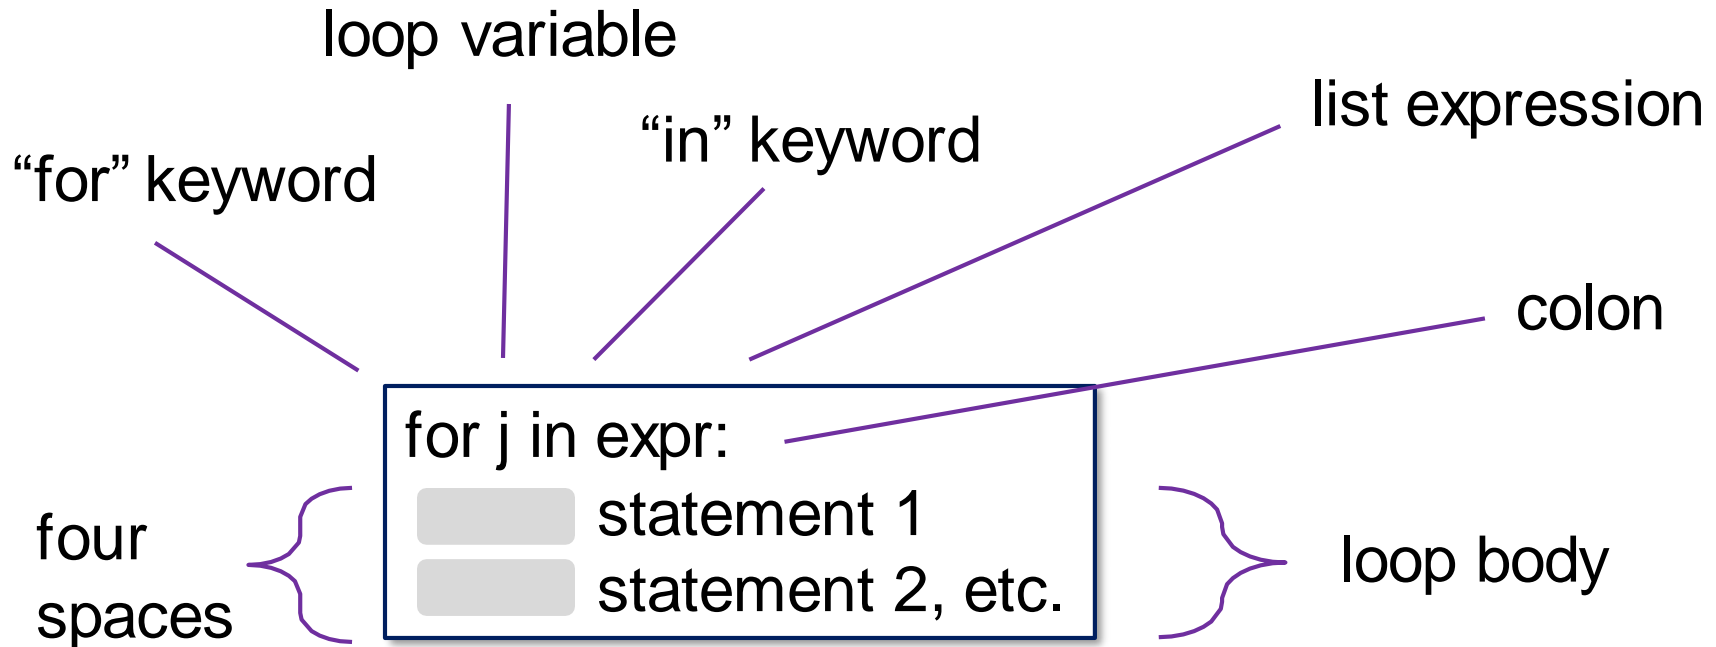 loop variable
list expression
“in” keyword
“for” keyword
colon
for j in expr:
statement 1
four
spaces
loop body
statement 2, etc.